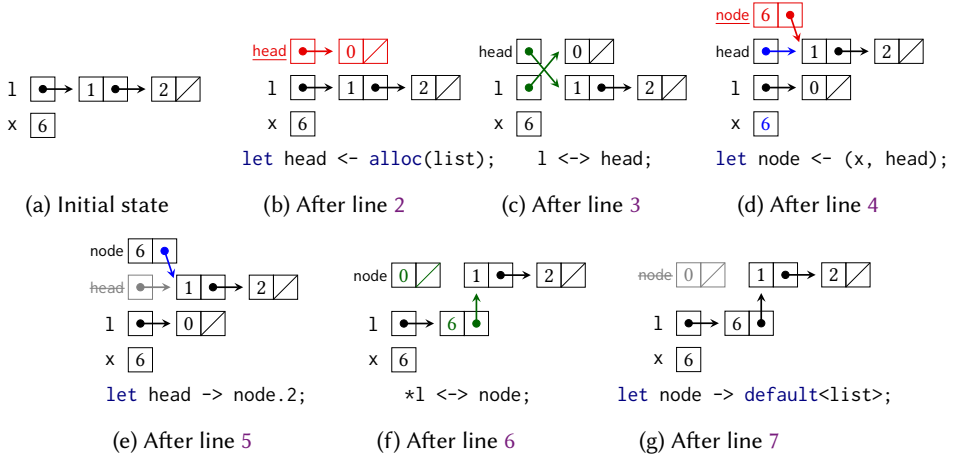 l 1 2
x 6
(a) Initial state
head 0
l 1 2
x 6
let head <- alloc(list);
(b) After line 2
head 0
l 1 2
x 6
l <-> head;
(c) After line 3
node 6
head 1 2
l 0
x 6
let node <- (x, head);
(d) After line 4
node 6
head 1 2
l 0
x 6
let head -> node.2;
(e) After line 5
node 0 1 2
l 6
x 6
*l <-> node;
(f) After line 6
node 0 1 2
l 6
x 6
let node -> default<list>;
(g) After line 7